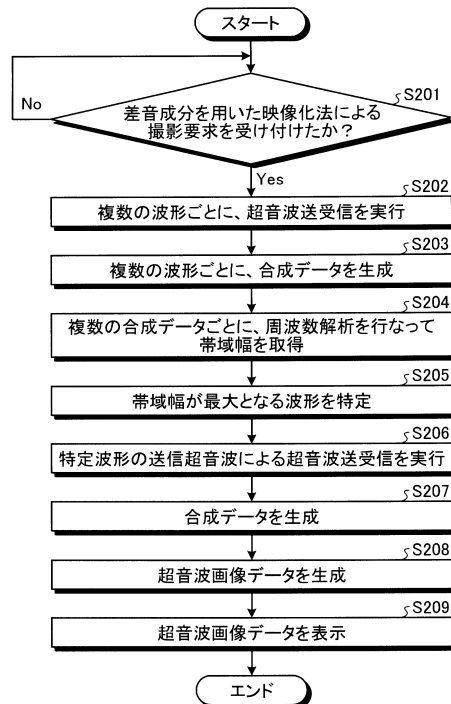 スタート
S201
No
差音成分を用いた映像化法による
撮影要求を受け付けたか？
Yes
S202
複数の波形ごとに、超音波送受信を実行
S203
複数の波形ごとに、合成データを生成
S204
複数の合成データごとに、周波数解析を行なって
帯域幅を取得
S205
帯域幅が最大となる波形を特定
S206
特定波形の送信超音波による超音波送受信を実行
S207
合成データを生成
S208
超音波画像データを生成
S209
超音波画像データを表示
エンド